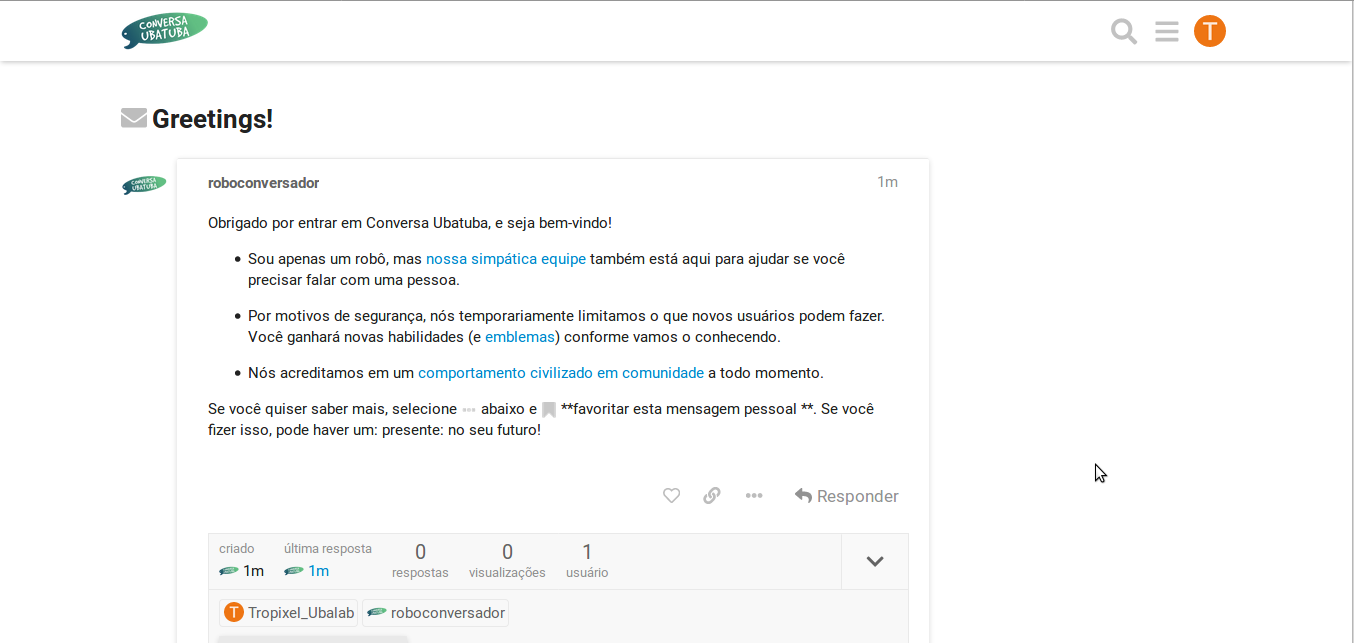 CONVERSA
UBATUBA
T
Greetings!
CONVERSA
UBATUBA
roboconversador
1m
Obrigado por entrar em Conversa Ubatuba, e seja bem-vindo!
• Sou apenas um robô, mas nossa simpática equipe também está aqui para ajudar se você
precisar falar com uma pessoa.
• Por motivos de segurança, nós temporariamente limitamos o que novos usuários podem fazer.
Você ganhará novas habilidades (e emblemas) conforme vamos o conhecendo.
• Nós acreditamos em um comportamento civilizado em comunidade a todo momento.
Se você quiser saber mais, selecione ••• abaixo e **favoritar esta mensagem pessoal **. Se você
fizer isso, pode haver um: presente: no seu futuro!
Responder
criado
última resposta
0
0
1
1m
1m
respostas
visualizações
usuário
T Tropixel_Ubalab
roboconversador